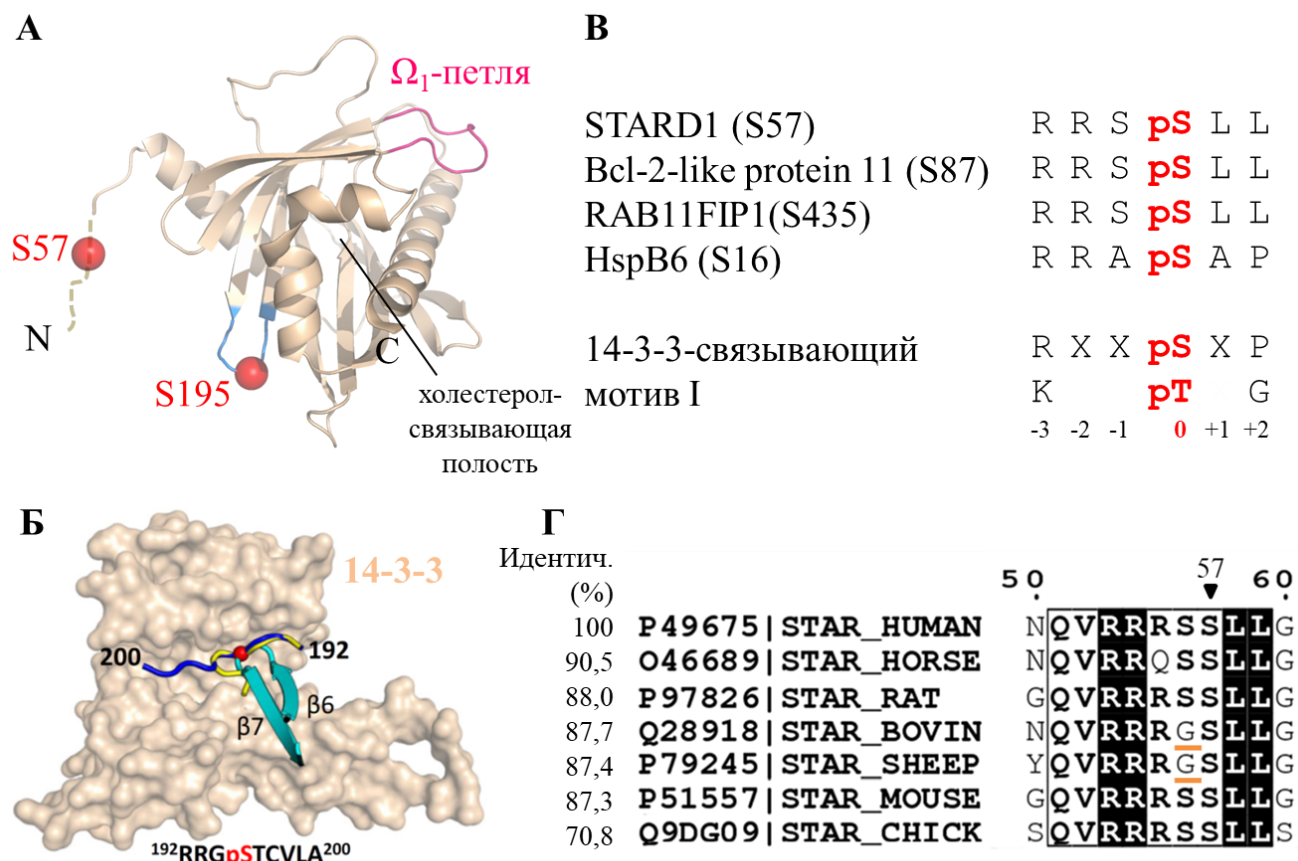 А
Ω1-петля
S57
N
S195
С
холестерол-
связывающая
полость
В
STARD1 (S57) R R S pS L L
Bcl-2-like protein 11 (S87) R R S pS L L
RAB11FIP1(S435) R R S pS L L
HspB6 (S16) R R A pS A P
14-3-3-связывающий R X X pS X P
мотив I K pT G
-3 -2 -1 0 +1 +2
Б
14-3-3
200
192
β7
β6
¹⁹²RRGpSTCVLA²⁰⁰
Г
Идентич.
(%)
50 57 60
100 P49675|STAR_HUMAN NQVRRRSSLLG
90,5 O46689|STAR_HORSE NQVRRQSSLLG
88,0 P97826|STAR_RAT GQVRRRSSLLG
87,7 Q28918|STAR_BOVIN NQVRRRGSLLG
87,4 P79245|STAR_SHEEP YQVRRRGSLLG
87,3 P51557|STAR_MOUSE GQVRRRSSLLG
70,8 Q9DG09|STAR_CHICK SQVRRRSSLLS